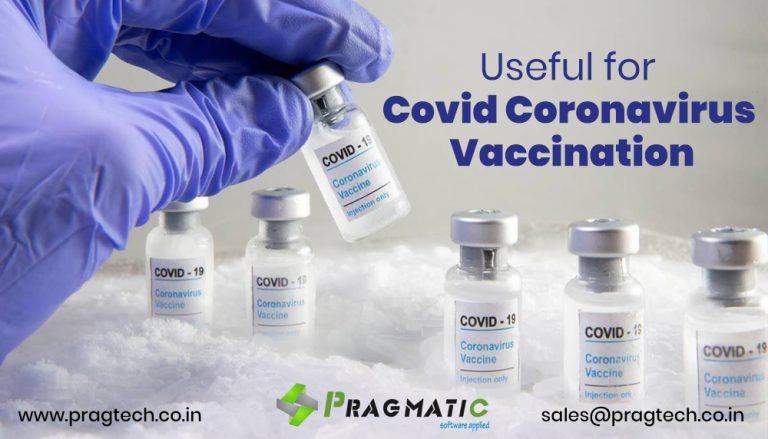 Useful for
Covid Coronavirus
Vaccination
COVID - 19
Coronavirus
Vaccine
Injection only
COVID - 19
Coronavirus
Vaccine
COVID - 19
Coronavirus
Vaccine
COVID - 19
Coronavirus
Vaccine
Injection only
COVID - 19
Coronavirus
Vaccine
COVID - 19
Coronavirus
Vaccine
www.pragtech.co.in
PRAGMATIC
software applied
sales@pragtech.co.in